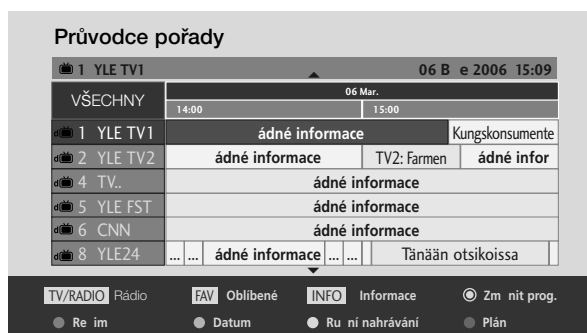 Průvodce pořady
1 YLE TV1 06 B e 2006 15:09
VŠECHNY 06 Mar.
14:00 15:00
1 YLE TV1 ádné informace Kungskonsumente
2 YLE TV2 ádné informace TV2: Farmen ádné infor
4 TV.. ádné informace
5 YLE FST ádné informace
6 CNN ádné informace
8 YLE24 ... ... ádné informace ... ... Tänään otsikoissa
TV/RADIO Rádio FAV Oblíbené INFO Informace Zm nit prog.
Re im Datum Ru ní nahrávání Plán